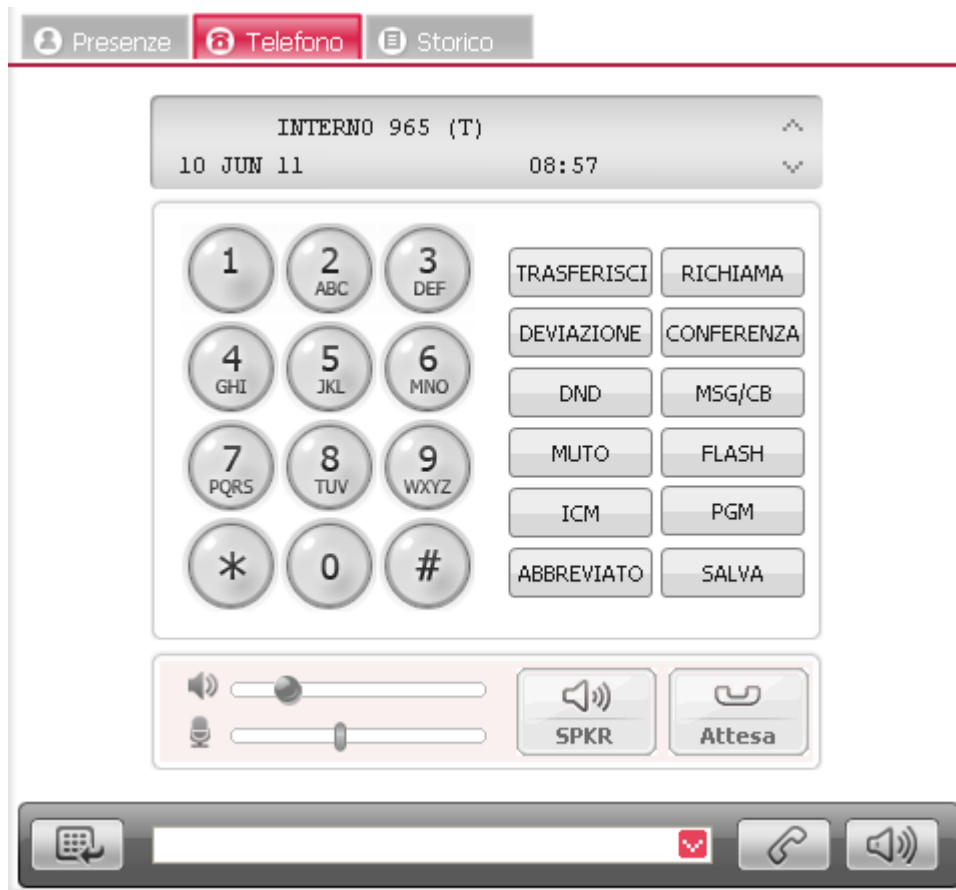 Presenze Telefono Storico
INTERNO 965 (T)
10 JUN 11 08:57
1 2 ABC 3 DEF
TRASFERISCI RICHIAMA
4 GHI 5 JKL 6 MNO
DEVIAZIONE CONFERENZA
DND MSG/CB
7 PQRS 8 TUV 9 WXYZ
MUTO FLASH
* 0 #
ICM PGM
ABBREVIATO SALVA
SPKR Attesa